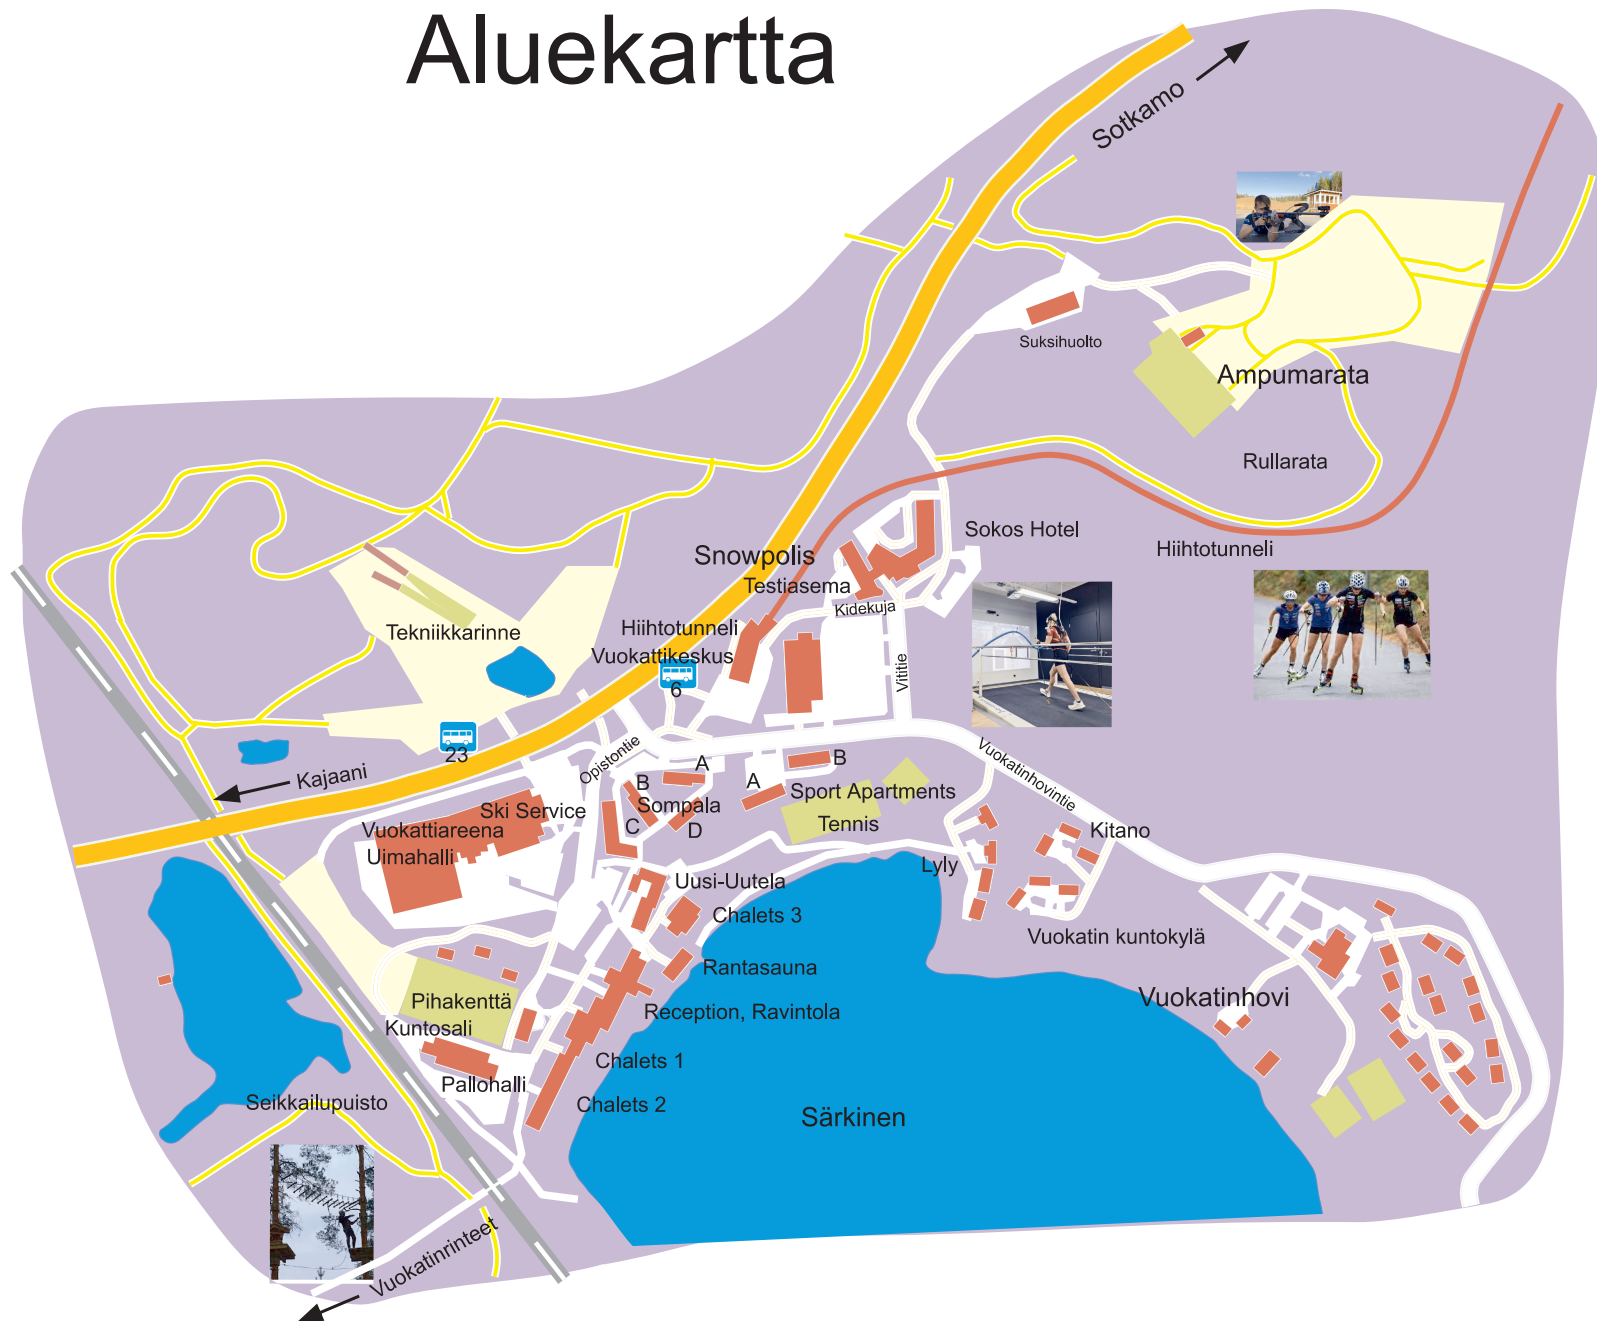 Aluekartta
Sotkamo
Suksihuolto
Ampumarata
Rullarata
Sokos Hotel
Hiihtotunneli
Snowpolis
Testiasema
Kidekuja
Tekniikkarinne
Hiihtotunneli
Vuokattikeskus
6
Vititie
23
Opistontie
Kajaani
A
B
A
B
Vuokatinhovintie
Sport Apartments
Ski Service
Sompala
C
D
Tennis
Vuokattiareena
Uimahalli
Kitano
Lyly
Uusi-Uutela
Chalets 3
Vuokatin kuntokylä
Rantasauna
Vuokatinhovi
Pihakenttä
Reception, Ravintola
Kuntosali
Chalets 1
Pallohalli
Chalets 2
Seikkailupuisto
Särkinen
Vuokatinrinteet